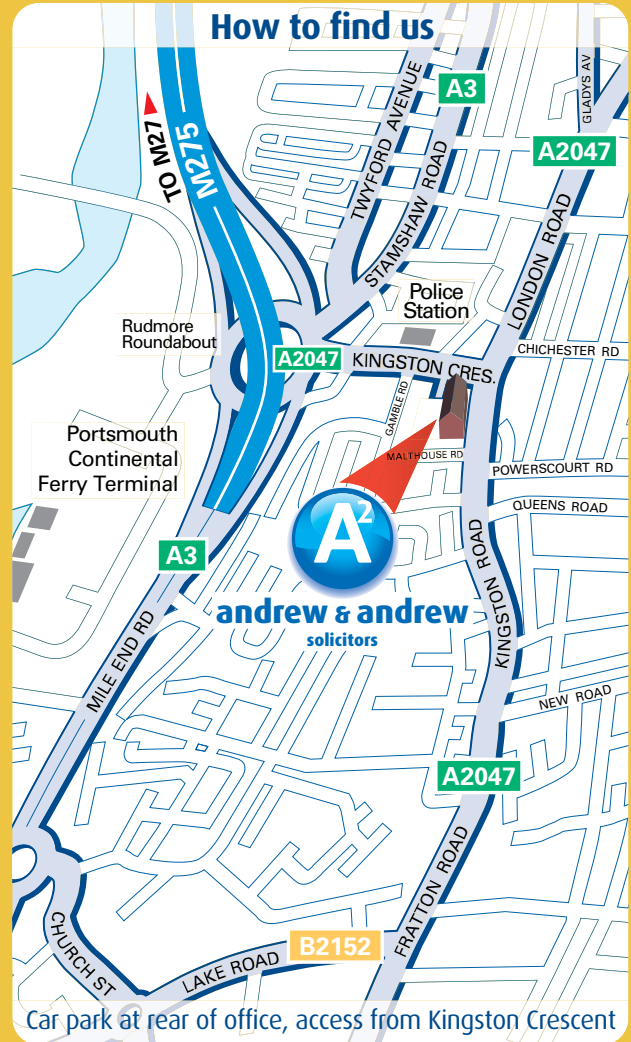 How to find us
A3
GLADYS AV
TWYFORD AVENUE
A2047
TO M27
M275
STAMSHAW ROAD
LONDON ROAD
Police
Station
Rudmore
Roundabout
A2047
KINGSTON CRES.
CHICHESTER RD
GAMBLE RD
Portsmouth
Continental
Ferry Terminal
MALTHOUSE RD
POWERSCOURT RD
QUEENS ROAD
A2
A3
andrew & andrew
solicitors
KINGSTON ROAD
MILE END RD
NEW ROAD
A2047
FRATTON ROAD
CHURCH ST
LAKE ROAD
B2152
Car park at rear of office, access from Kingston Crescent